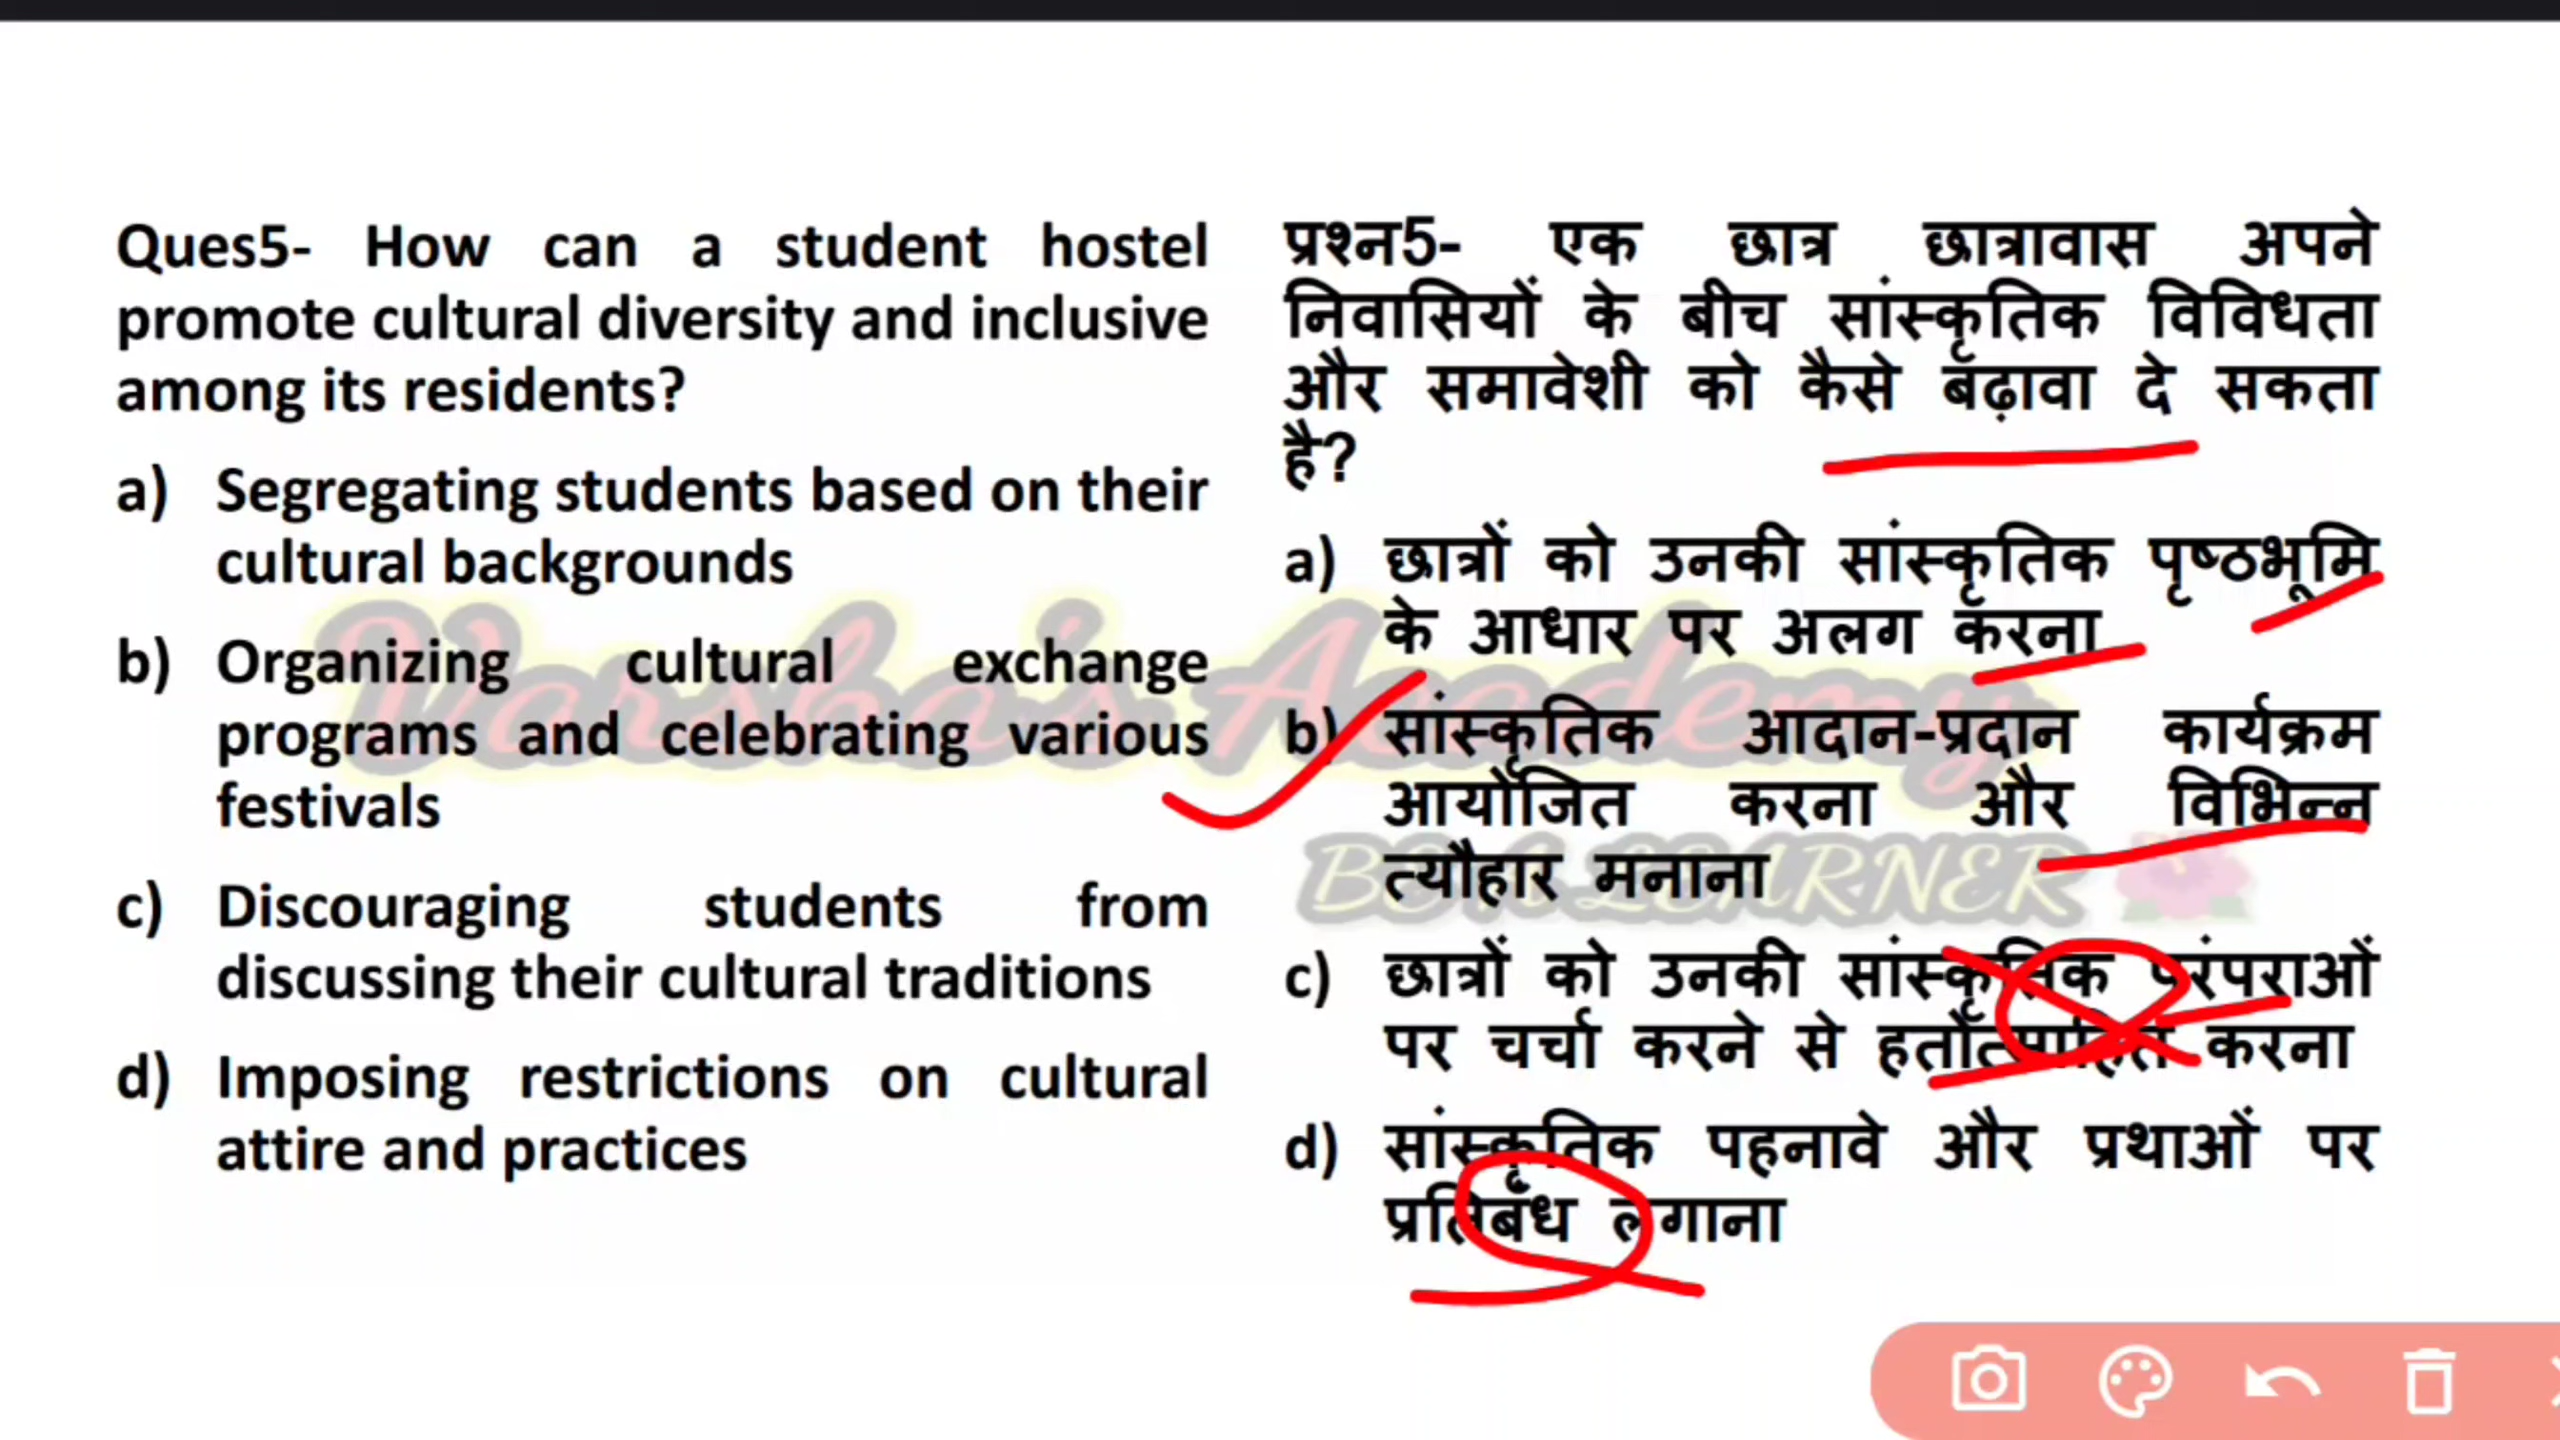 Ques5- How can a student hostel
promote cultural diversity and inclusive
among its residents?
a) Segregating students based on their
cultural backgrounds
b) Organizing cultural exchange
programs and celebrating various
festivals
c) Discouraging students from
discussing their cultural traditions
d) Imposing restrictions on cultural
attire and practices
प्रश्न5- एक छात्र छात्रावास अपने
निवासियों के बीच सांस्कृतिक विविधता
और समावेशी को कैसे बढ़ावा दे सकता
है?
a) छात्रों को उनकी सांस्कृतिक पृष्ठभूमि
के आधार पर अलग करना
b) सांस्कृतिक आदान-प्रदान कार्यक्रम
आयोजित करना और विभिन्न
त्यौहार मनाना
c) छात्रों को उनकी सांस्कृतिक परंपराओं
पर चर्चा करने से हतोत्साहित करना
d) सांस्कृतिक पहनावे और प्रथाओं पर
प्रतिबंध लगाना
Varsha's Academy
BE A LEARNER